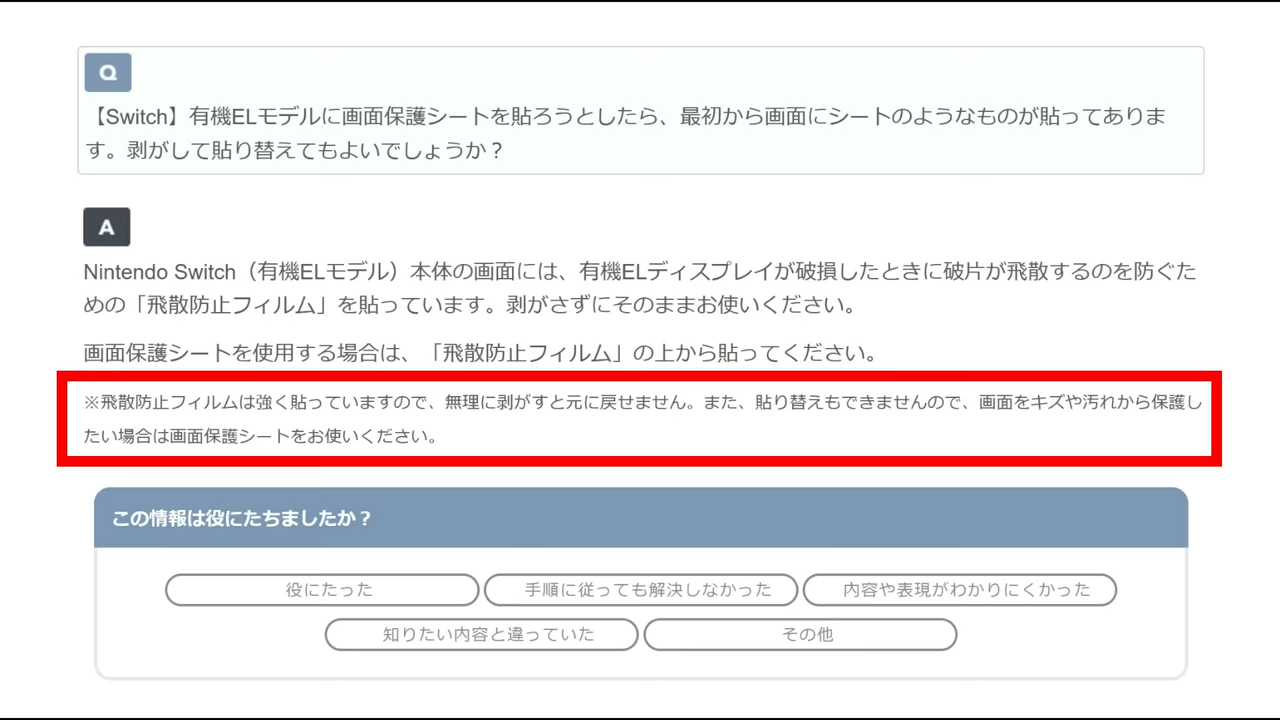 Q
【Switch】有機ELモデルに画面保護シートを貼ろうとしたら、最初から画面にシートのようなものが貼ってありま
す。剥がして貼り替えてもよいでしょうか？
A
Nintendo Switch（有機ELモデル）本体の画面には、有機ELディスプレイが破損したときに破片が飛散するのを防ぐた
めの「飛散防止フィルム」を貼っています。剥がさずにそのままお使いください。
画面保護シートを使用する場合は、「飛散防止フィルム」の上から貼ってください。
※飛散防止フィルムは強く貼っていますので、無理に剥がすと元に戻せません。また、貼り替えもできませんので、画面をキズや汚れから保護し
たい場合は画面保護シートをお使いください。
この情報は役にたちましたか？
役にたった
手順に従っても解決しなかった
内容や表現がわかりにくかった
知りたい内容と違っていた
その他